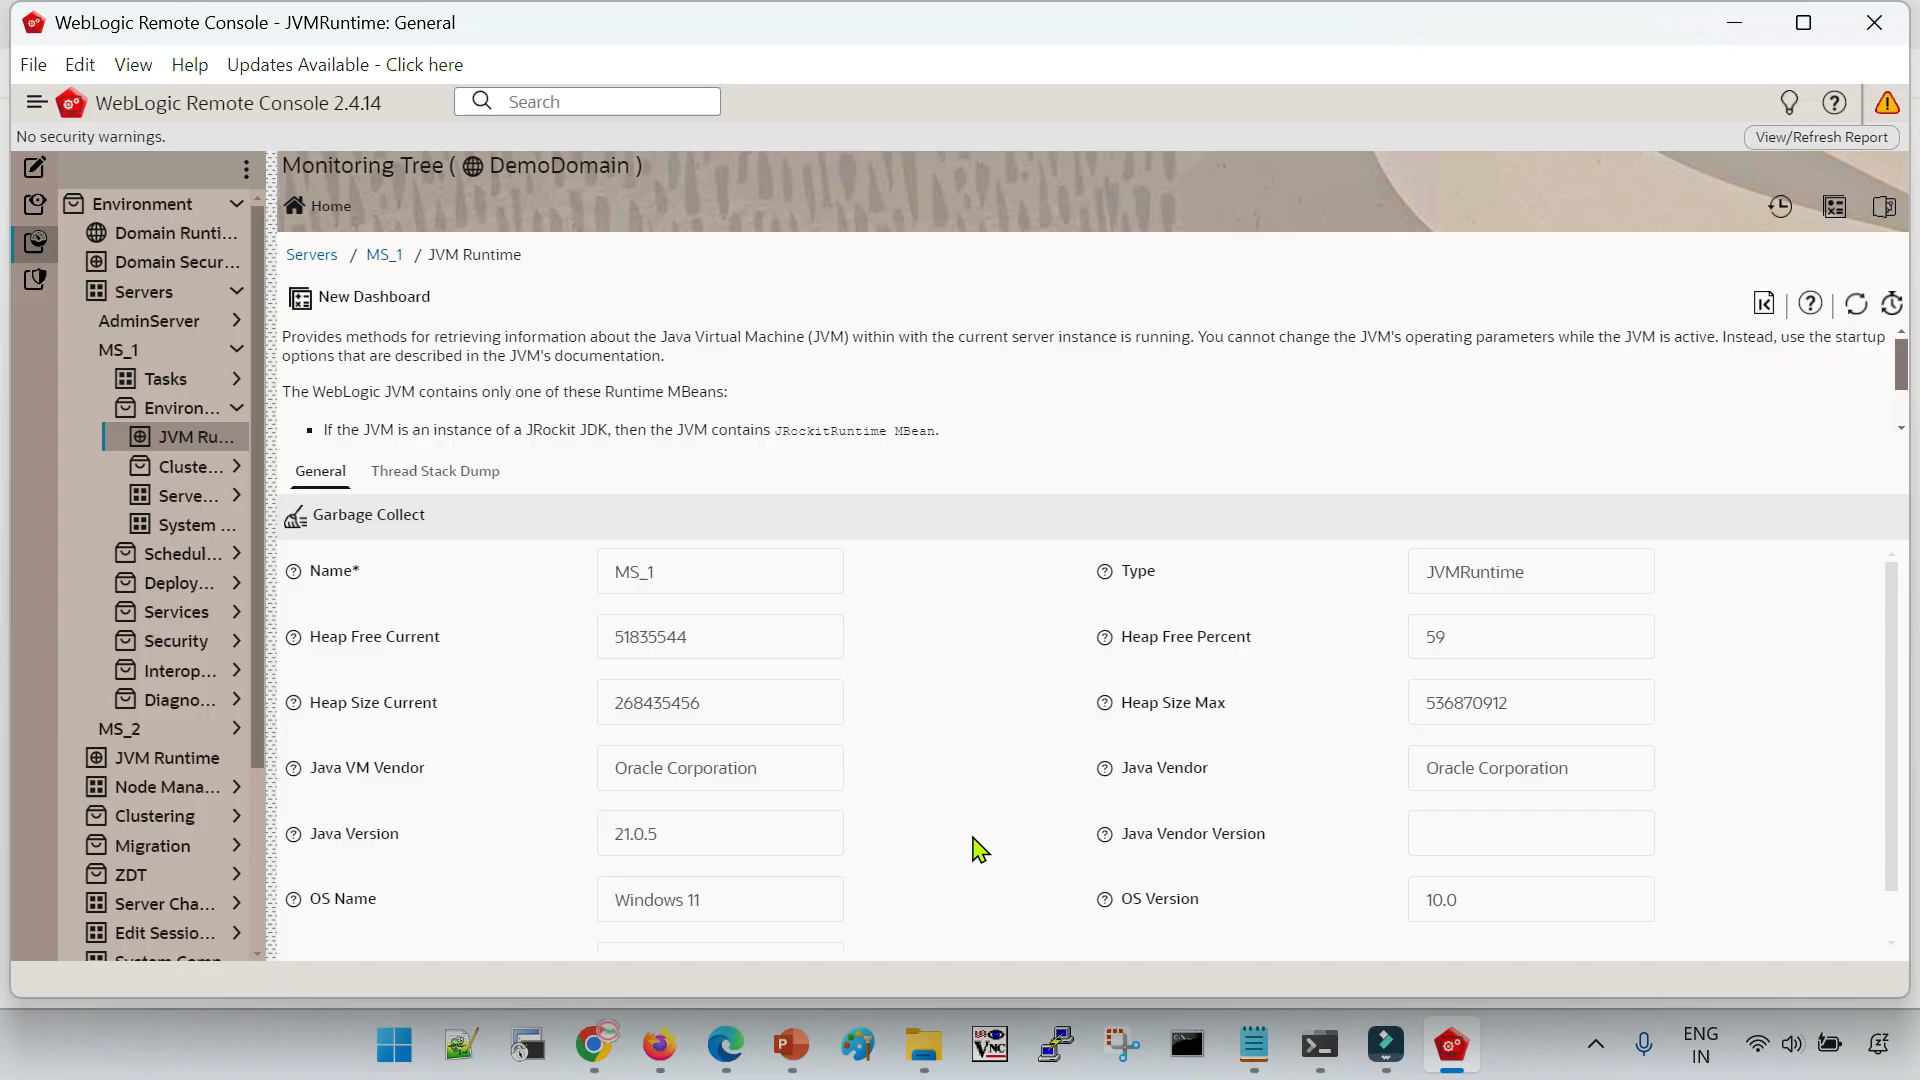 WebLogic Remote Console - JVMRuntime: General
File Edit View Help Updates Available - Click here
WebLogic Remote Console 2.4.14
Search
No security warnings.
View/Refresh Report
Monitoring Tree ( DemoDomain )
Home
Environment
Domain Runti...
Domain Secur...
Servers
AdminServer
MS_1
Tasks
Environ...
JVM Ru...
Cluste...
Serve...
System ...
Schedul...
Deploy...
Services
Security
Interop...
Diagno...
MS_2
JVM Runtime
Node Mana...
Clustering
Migration
ZDT
Server Cha...
Edit Sessio...
Servers / MS_1 / JVM Runtime
New Dashboard
Provides methods for retrieving information about the Java Virtual Machine (JVM) within with the current server instance is running. You cannot change the JVM's operating parameters while the JVM is active. Instead, use the startup
options that are described in the JVM's documentation.
The WebLogic JVM contains only one of these Runtime MBeans:
▪ If the JVM is an instance of a JRockit JDK, then the JVM contains JRockitRuntime MBean.
General Thread Stack Dump
Garbage Collect
Name* MS_1 Type JVMRuntime
Heap Free Current 51835544 Heap Free Percent 59
Heap Size Current 268435456 Heap Size Max 536870912
Java VM Vendor Oracle Corporation Java Vendor Oracle Corporation
Java Version 21.0.5 Java Vendor Version
OS Name Windows 11 OS Version 10.0
ENG
IN